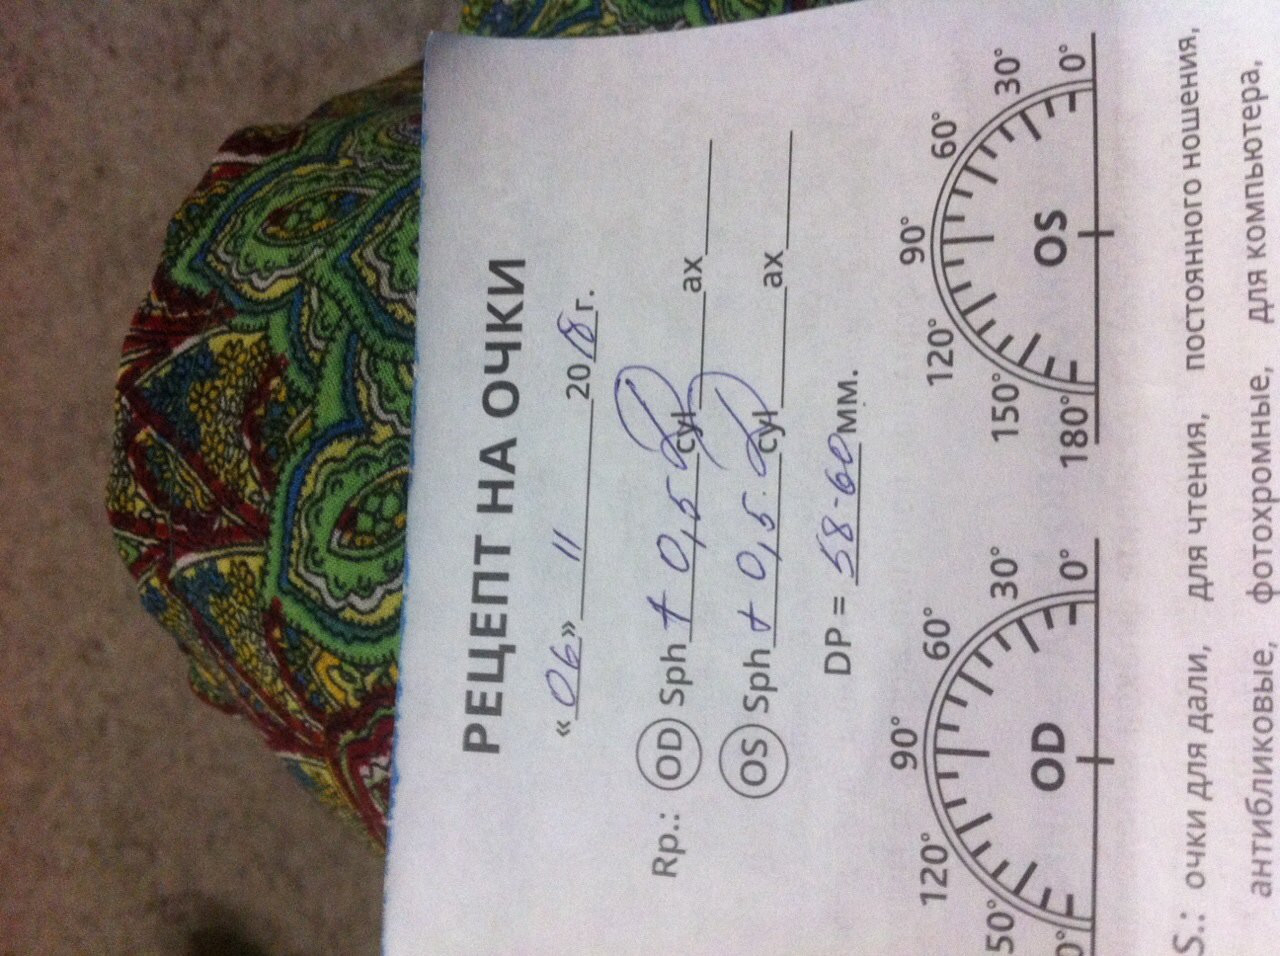 РЕЦЕПТ НА ОЧКИ
«06» 11 2018 г.
Rp.: OD Sph + 0,5 cyl ax
OS Sph + 0,5 cyl ax
DP = 58-60 мм.
120° 90° 60° 30° 0° OD
180° 150° 120° 90° 60° 30° 0° OS
S.: очки для дали, для чтения, постоянного ношения,
антибликовые, фотохромные, для компьютера,